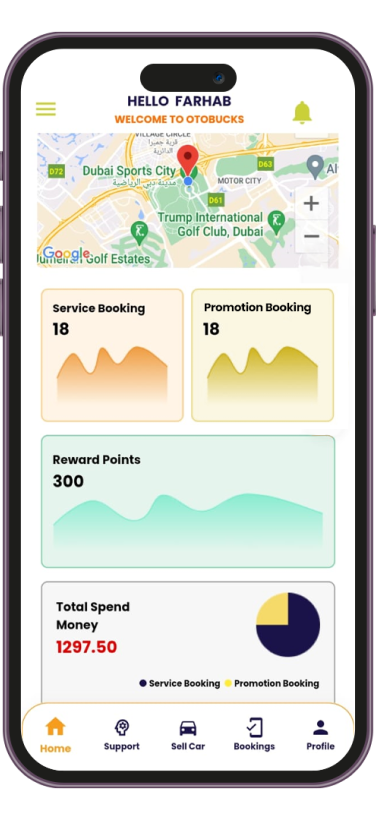 HELLO FARHAB
WELCOME TO OTOBUCKS
VILLAGE CIRCLE
قرية جميرا
الدائرية
D72
Dubai Sports City
مدينة دبي الرياضية
D63
Al
MOTOR CITY
D61
+
Trump International
Golf Club, Dubai
−
Google
Jumeirah Golf Estates
Service Booking
18
Promotion Booking
18
Reward Points
300
Total Spend
Money
1297.50
Service Booking
Promotion Booking
Home
Support
Sell Car
Bookings
Profile